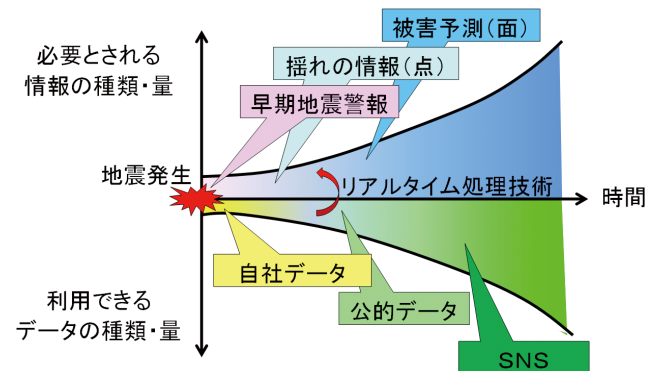 被害予測(面)
必要とされる
情報の種類・量
揺れの情報(点)
早期地震警報
地震発生
リアルタイム処理技術
時間
自社データ
利用できる
データの種類・量
公的データ
SNS